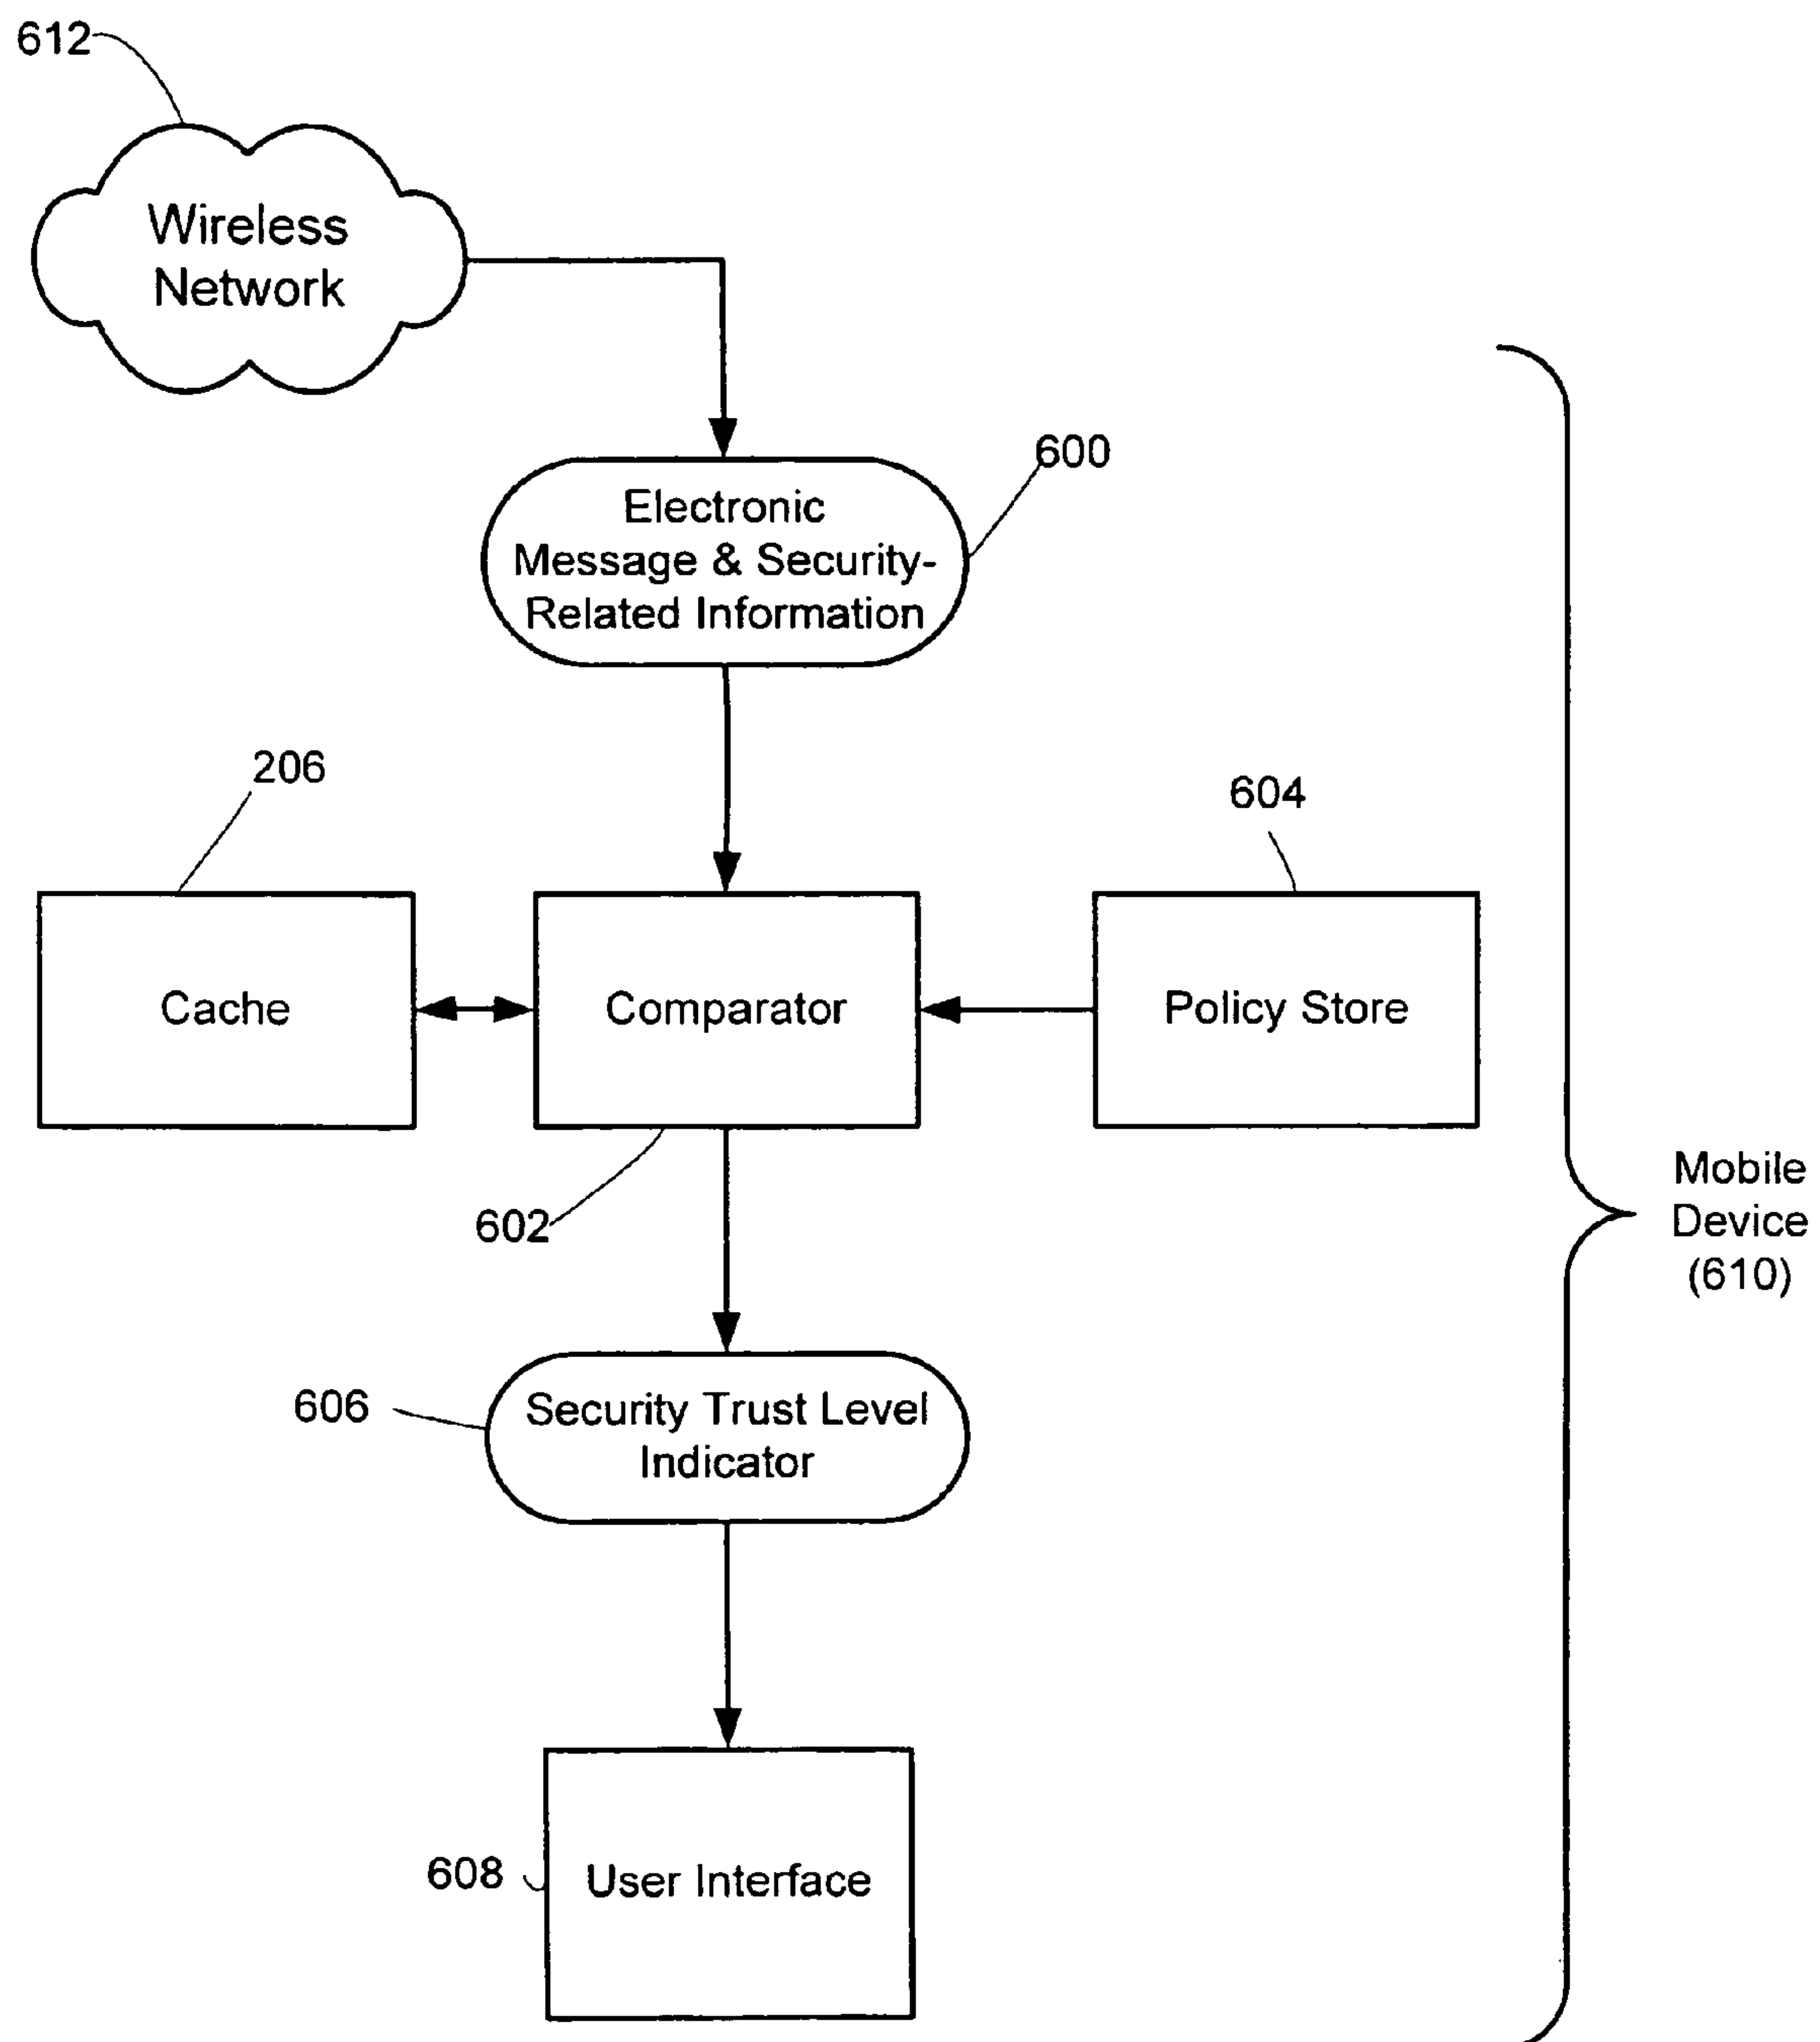 612
Wireless
Network
600
Electronic
Message & Security-
Related Information
206
604
Cache
Comparator
Policy Store
602
Mobile
Device
(610)
606
Security Trust Level
Indicator
608
User Interface